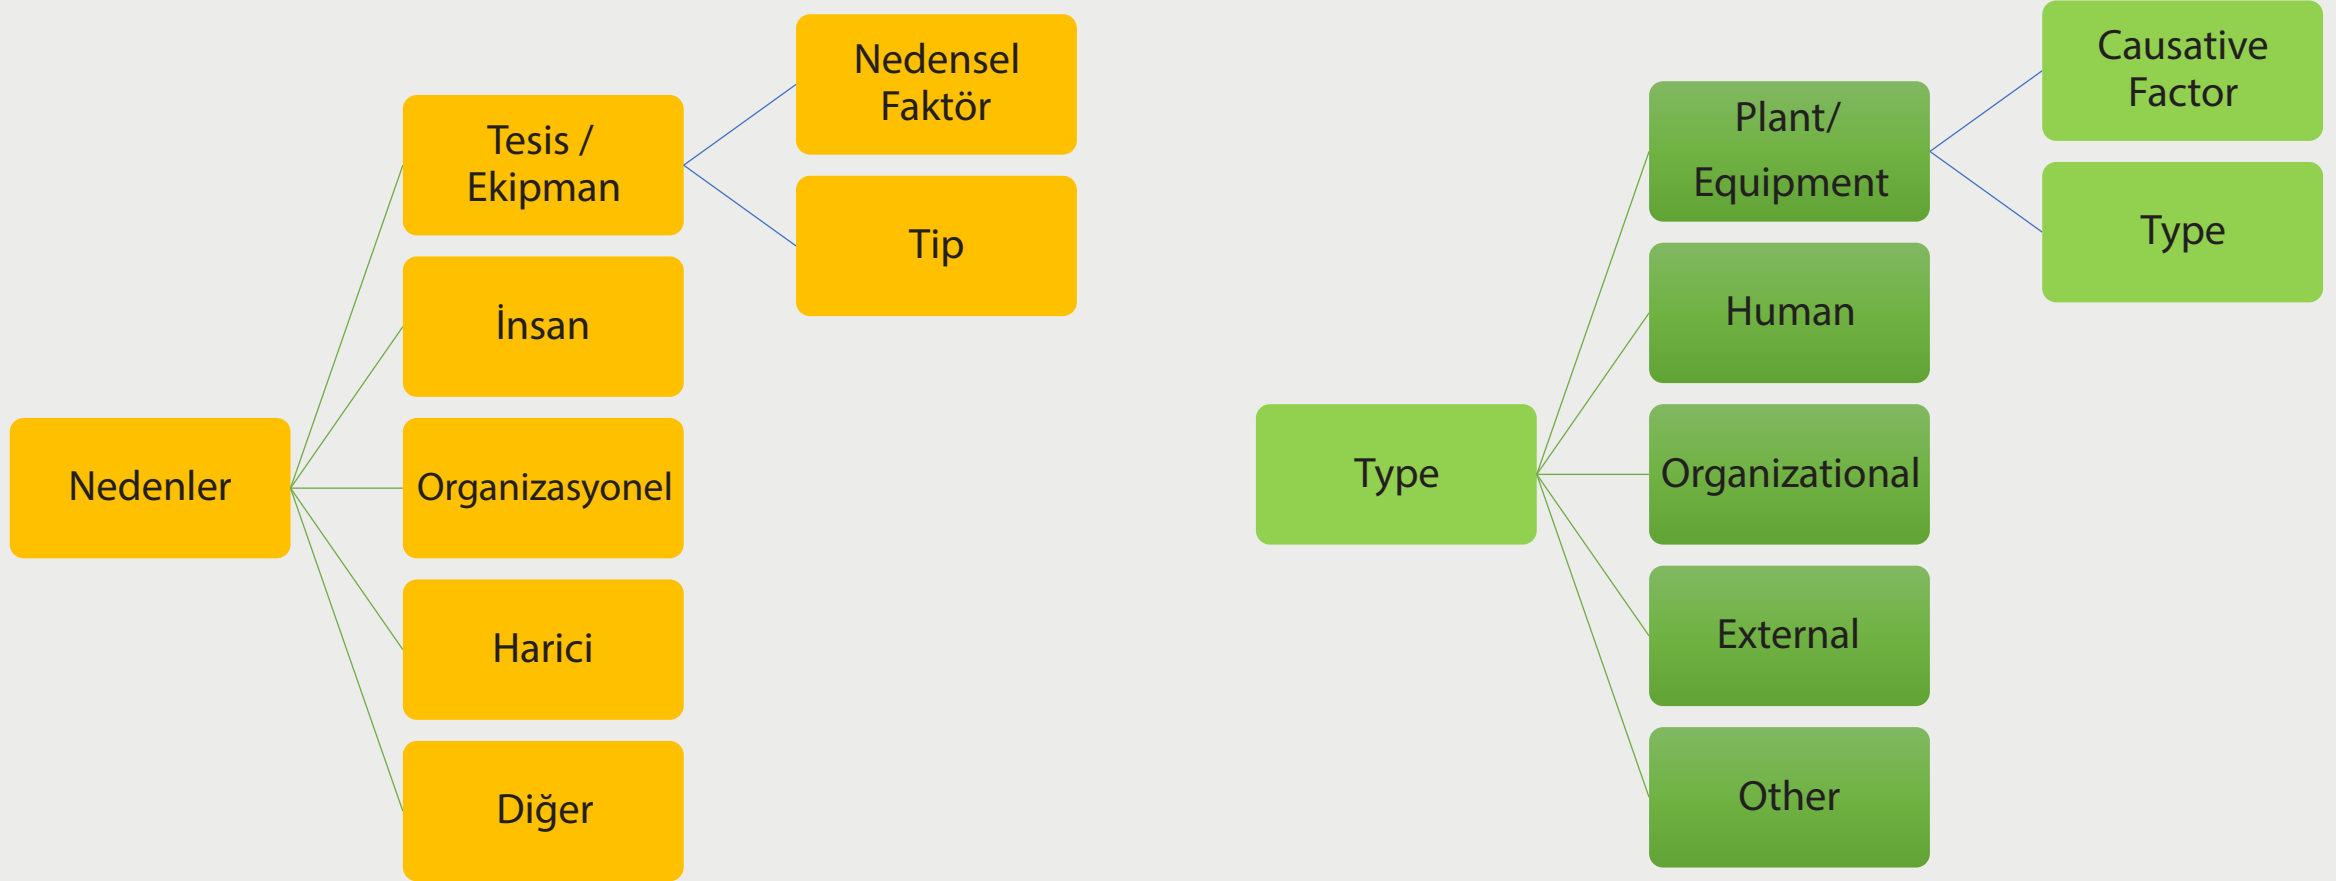 Nedenler
Tesis /
Ekipman
İnsan
Organizasyonel
Harici
Diğer
Nedensel
Faktör
Tip
Type
Plant/
Equipment
Human
Organizational
External
Other
Causative
Factor
Type